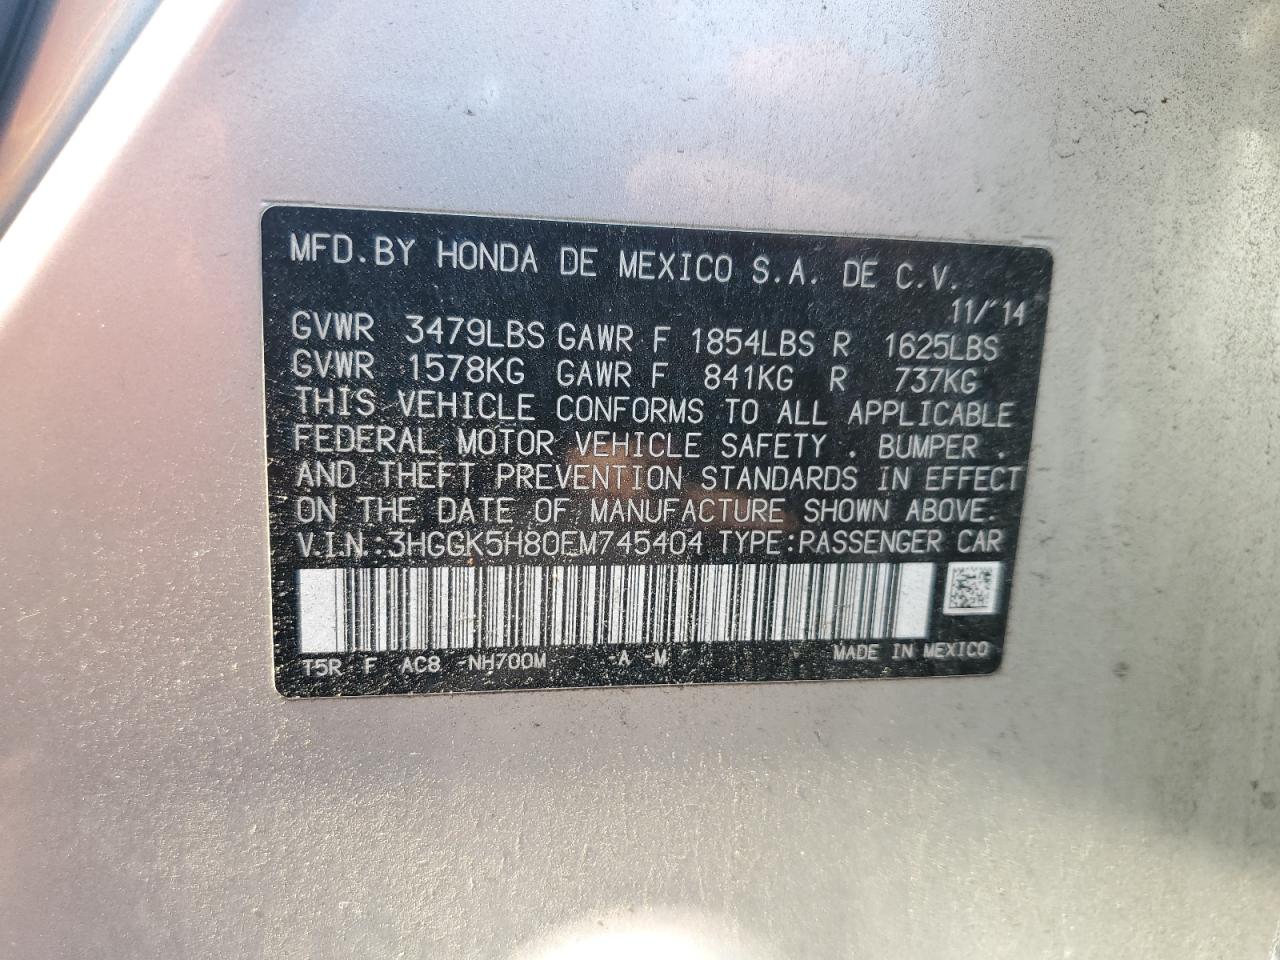 MFD.BY HONDA DE MEXICO S.A. DE C.V.
11/14
GVWR 3479LBS GAWR F 1854LBS R 1625LBS
GVWR 1578KG GAWR F 841KG R 737KG
THIS VEHICLE CONFORMS TO ALL APPLICABLE
FEDERAL MOTOR VEHICLE SAFETY , BUMPER ,
AND THEFT PREVENTION STANDARDS IN EFFECT
ON THE DATE OF MANUFACTURE SHOWN ABOVE.
V.I.N.:3HGGK5H80FM745404 TYPE:PASSENGER CAR
T5R F AC8 -NH700M -A -M MADE IN MEXICO